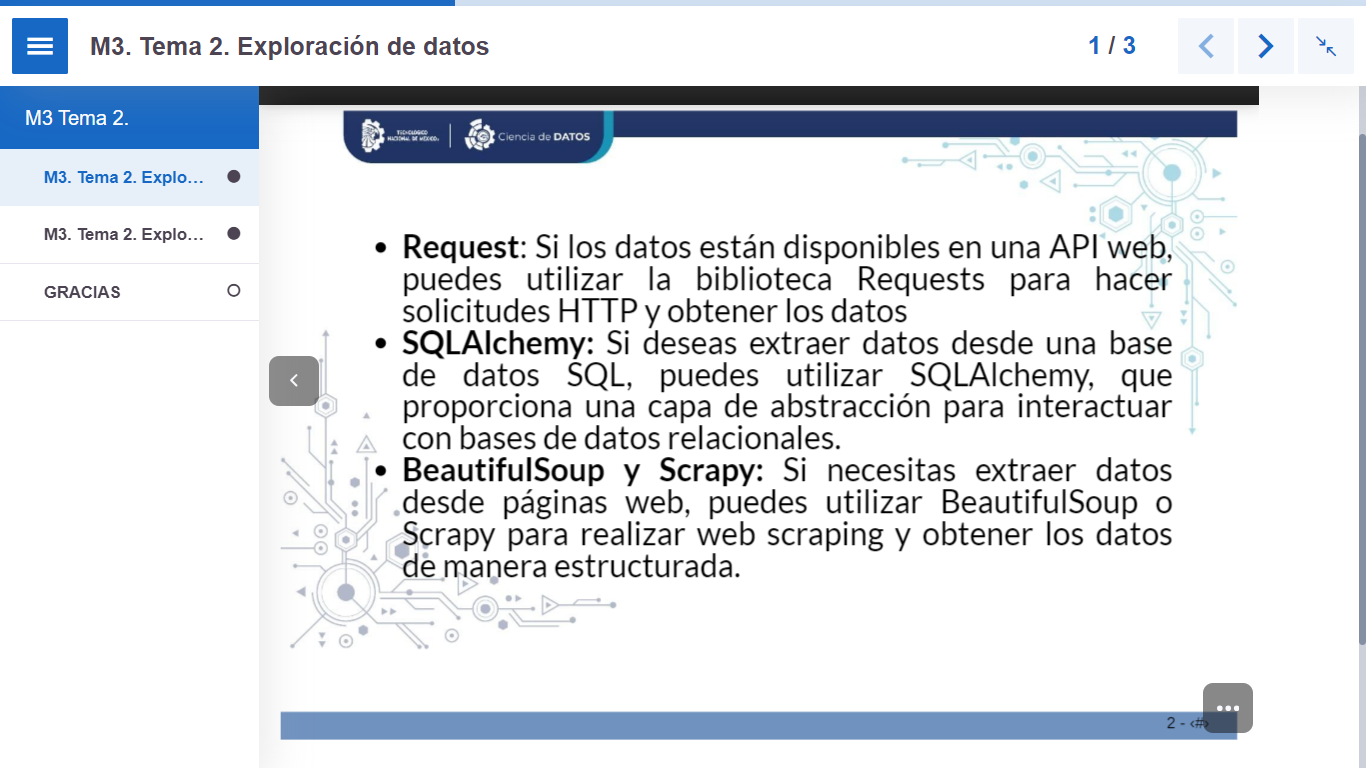 M3. Tema 2. Exploración de datos
1 / 3
M3 Tema 2.
M3. Tema 2. Explo...
M3. Tema 2. Explo...
GRACIAS
TECNOLÓGICO
NACIONAL DE MÉXICO
Ciencia de DATOS
• Request: Si los datos están disponibles en una API web,
puedes utilizar la biblioteca Requests para hacer
solicitudes HTTP y obtener los datos
• SQLAlchemy: Si deseas extraer datos desde una base
de datos SQL, puedes utilizar SQLAlchemy, que
proporciona una capa de abstracción para interactuar
con bases de datos relacionales.
• BeautifulSoup y Scrapy: Si necesitas extraer datos
desde páginas web, puedes utilizar BeautifulSoup o
Scrapy para realizar web scraping y obtener los datos
de manera estructurada.
2 - ‹#›